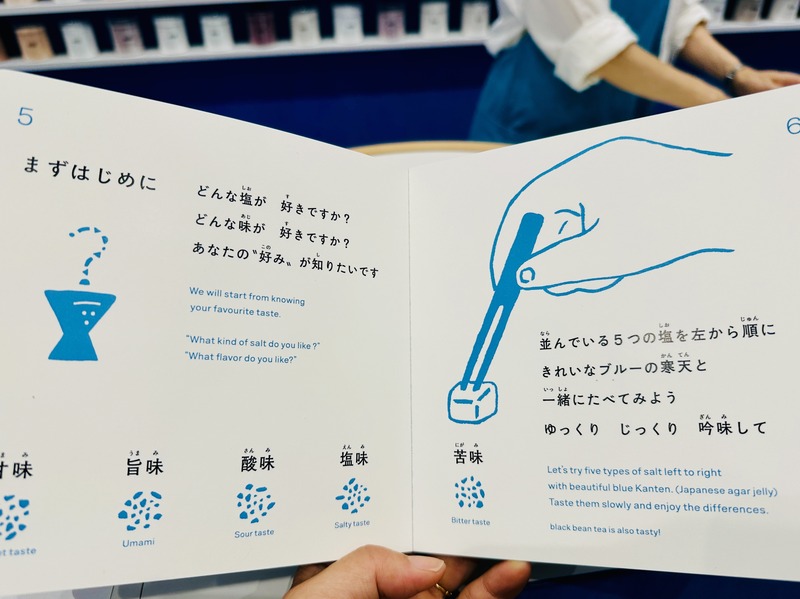 5
まずはじめに
どんな塩が 好きですか?
どんな味が 好きですか?
あなたの〝好み〟が知りたいです
We will start from knowing
your favourite taste.
"What kind of salt do you like?"
"What flavor do you like?"
甘味
旨味
Umami
酸味
Sour taste
塩味
Salty taste
6
並んでいる5つの塩を左から順に
きれいなブルーの寒天と
一緒にたべてみよう
ゆっくり じっくり 吟味して
苦味
Bitter taste
Let's try five types of salt left to right
with beautiful blue Kanten. (Japanese agar jelly)
Taste them slowly and enjoy the differences.
black bean tea is also tasty!